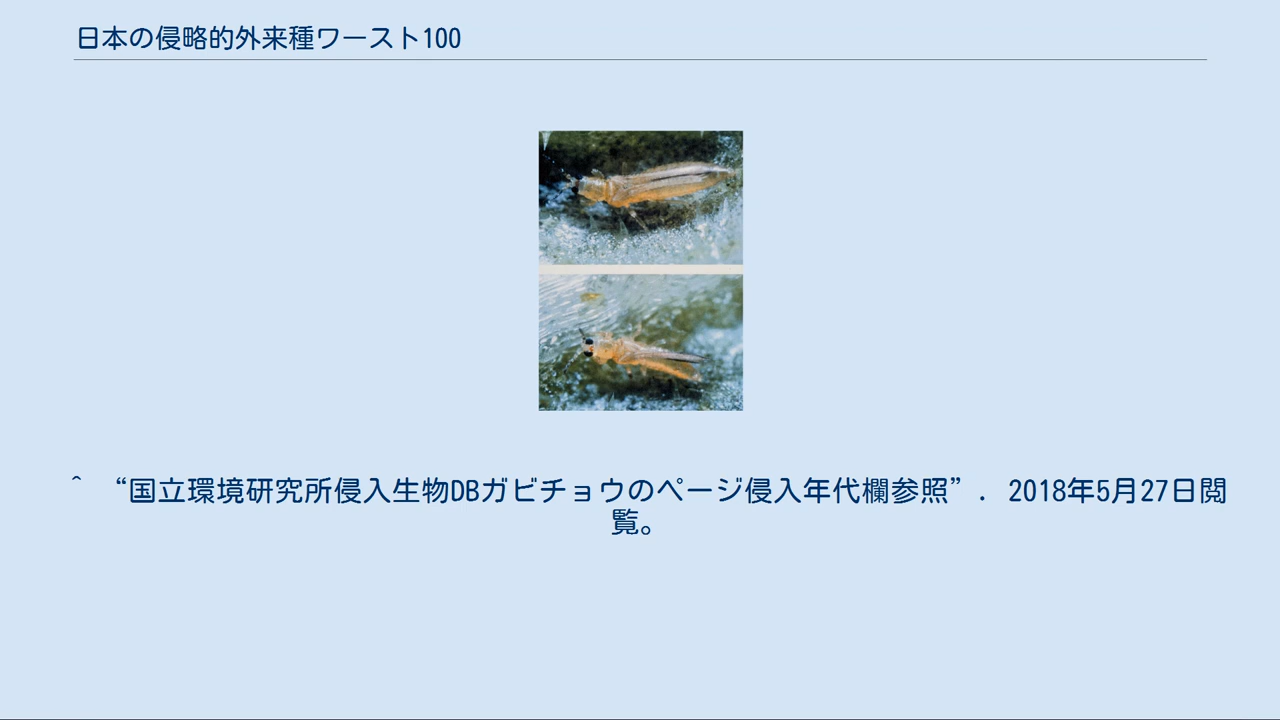 日本の侵略的外来種ワースト100
^ “国立環境研究所侵入生物DBガビチョウのページ侵入年代欄参照”. 2018年5月27日閲
覧。